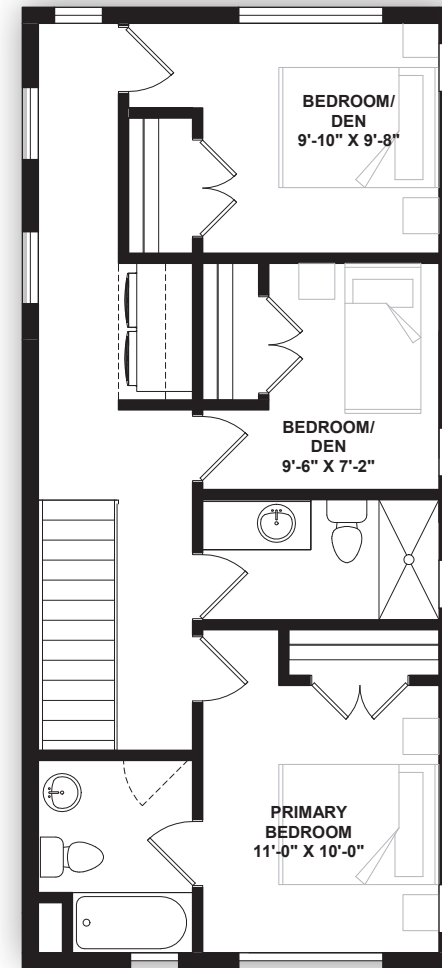 BEDROOM/
DEN
9'-10" X 9'-8"
BEDROOM/
DEN
9'-6" X 7'-2"
PRIMARY
BEDROOM
11'-0" X 10'-0"